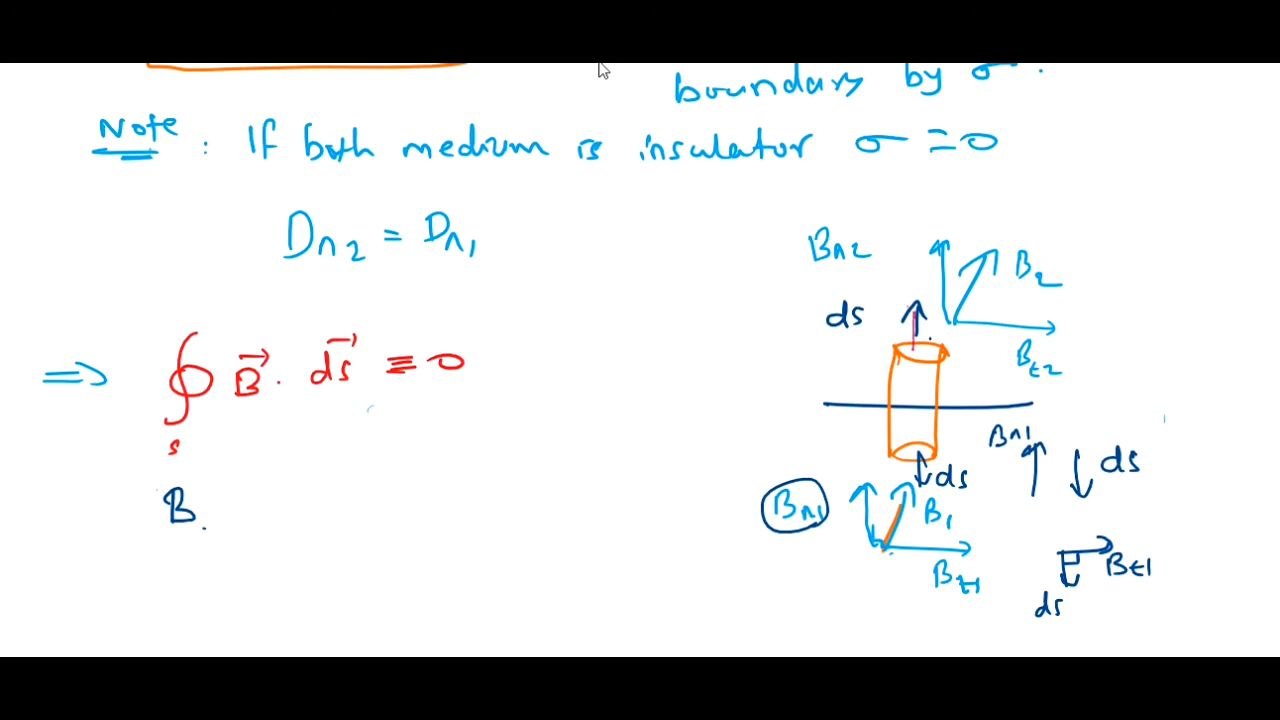 boundary by σ .
Note : If both medium is insulator σ = 0
Dn2 = Dn1
⇒ ∮s B⃗ . ds⃗ = 0
B.
Bn2
B2
ds
Bt2
Bn1
ds
ds
Bn1
B1
Bt1
Bt1
ds